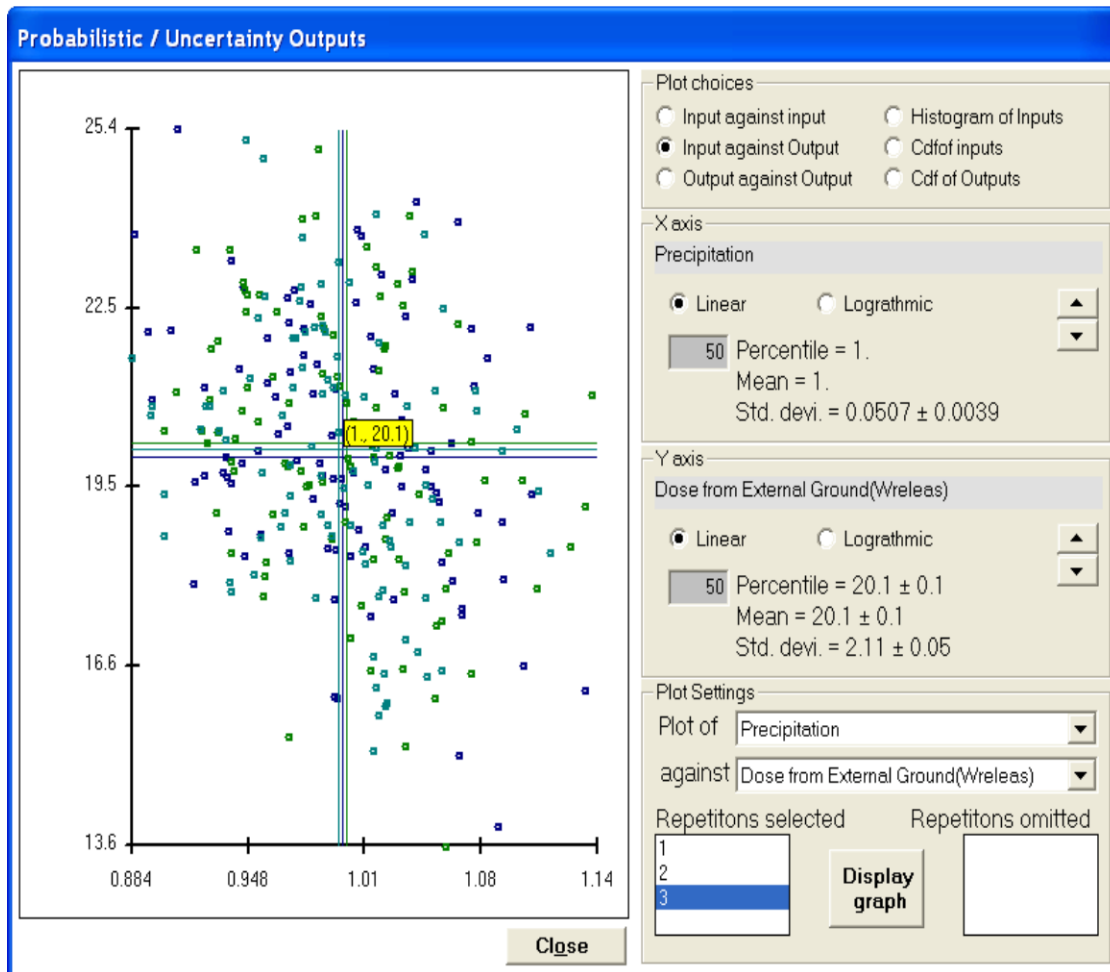 Probabilistic / Uncertainty Outputs
25.4
22.5
19.5
16.6
13.6
0.884
0.948
1.01
1.08
1.14
(1., 20.1)
Close
Plot choices
Input against input
Histogram of Inputs
Input against Output
Cdfof inputs
Output against Output
Cdf of Outputs
X axis
Precipitation
Linear
Lograthmic
50 Percentile = 1.
Mean = 1.
Std. devi. = 0.0507 ± 0.0039
Y axis
Dose from External Ground(Wreleas)
Linear
Lograthmic
50 Percentile = 20.1 ± 0.1
Mean = 20.1 ± 0.1
Std. devi. = 2.11 ± 0.05
Plot Settings
Plot of Precipitation
against Dose from External Ground(Wreleas)
Repetitons selected
Repetitons omitted
1
2
3
Display
graph